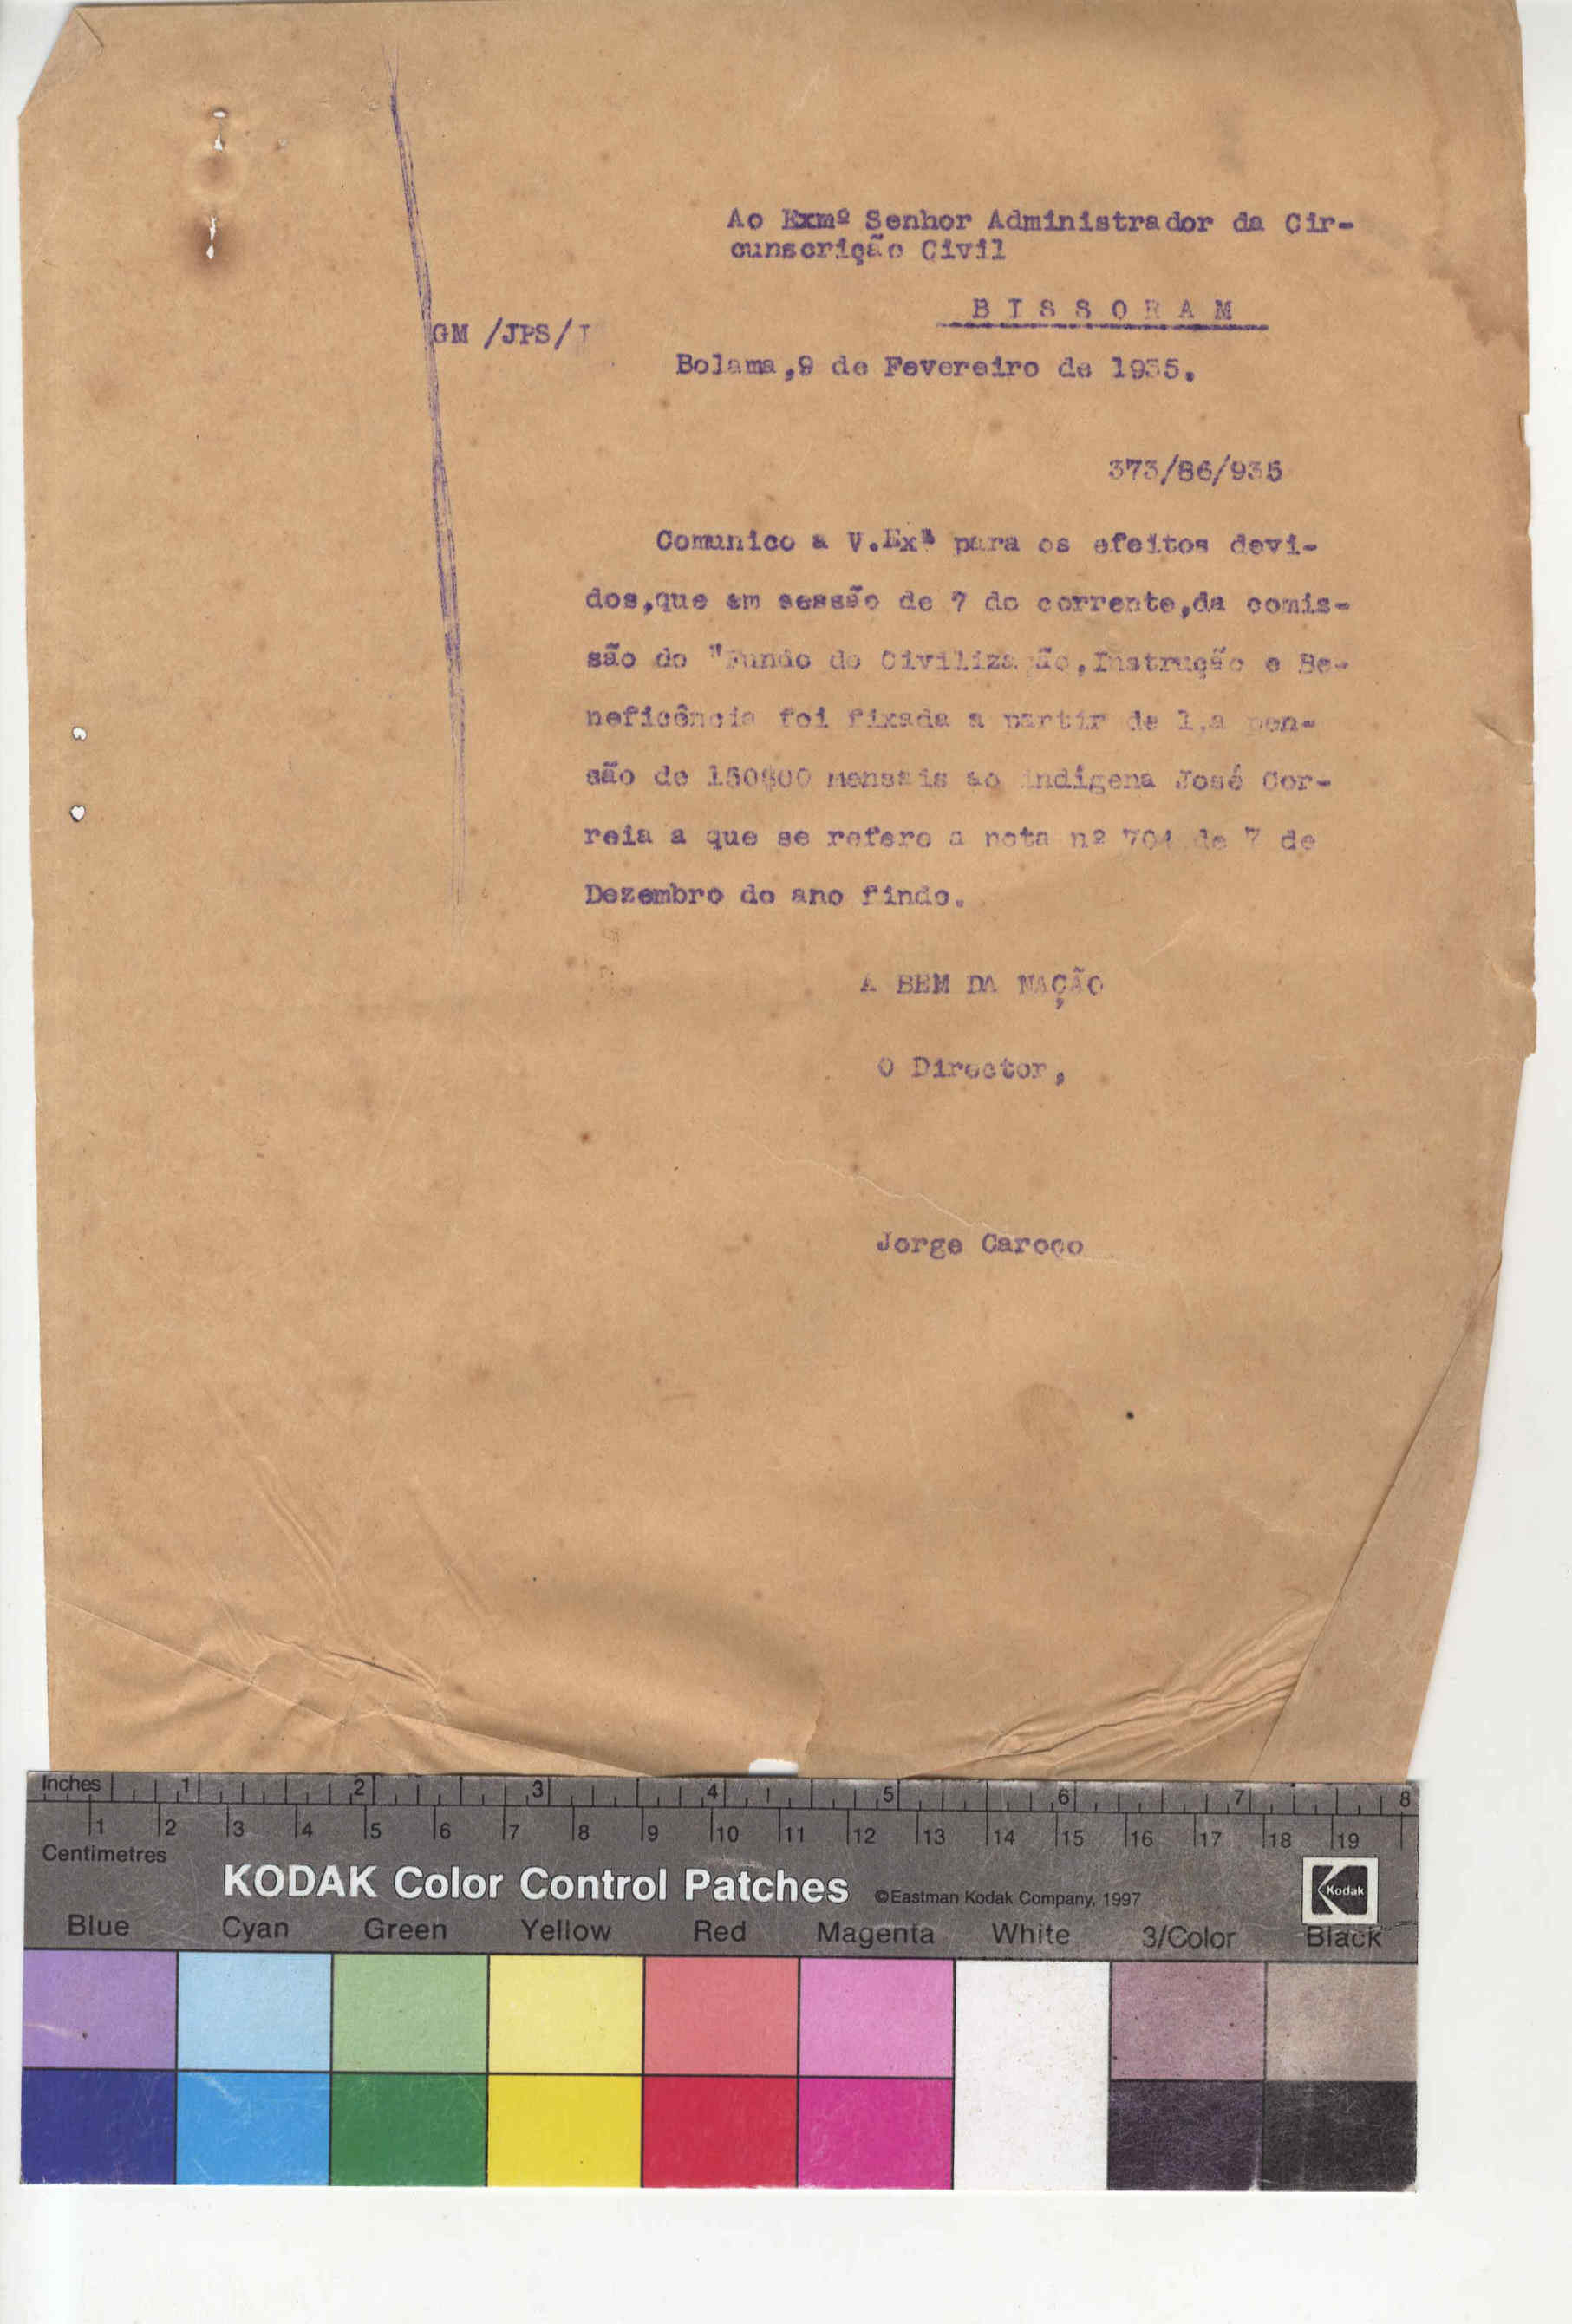 Ao Exmº Senhor Administrador da Cir-
cunscrição Civil
B I S S O R A M
GM /JPS/
Bolama,9 de Fevereiro de 1935.
373/86/935
Comunico a V.Exª para os efeitos devi-
dos,que em sessão de 7 do corrente,da comis-
são do "Fundo de Civilização,Instrução e Be-
neficência foi fixada a partir de 1,a pen-
são de 150$00 mensais ao indígena José Cor-
reia a que se refere a nota nº 704 de 7 de
Dezembro do ano findo.
A BEM DA NAÇÃO
O Director,
Jorge Caroço
Inches 1 2 3 4 5 6 7 8
1 2 3 4 5 6 7 8 9 10 11 12 13 14 15 16 17 18 19
Centimetres
KODAK Color Control Patches ©Eastman Kodak Company, 1997 Kodak
Blue Cyan Green Yellow Red Magenta White 3/Color Black